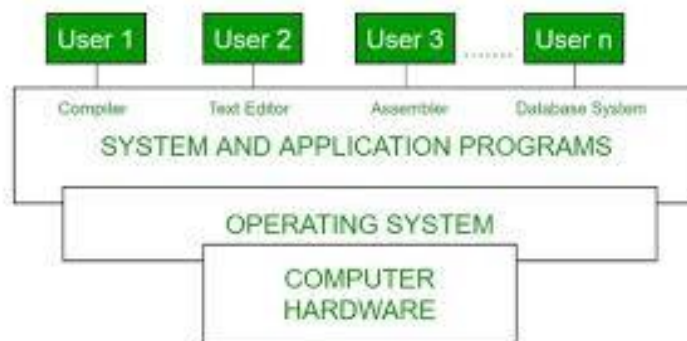 User 1 User 2 User 3 ........ User n
Compiler Text Editor Assembler Database System
SYSTEM AND APPLICATION PROGRAMS
OPERATING SYSTEM
COMPUTER
HARDWARE